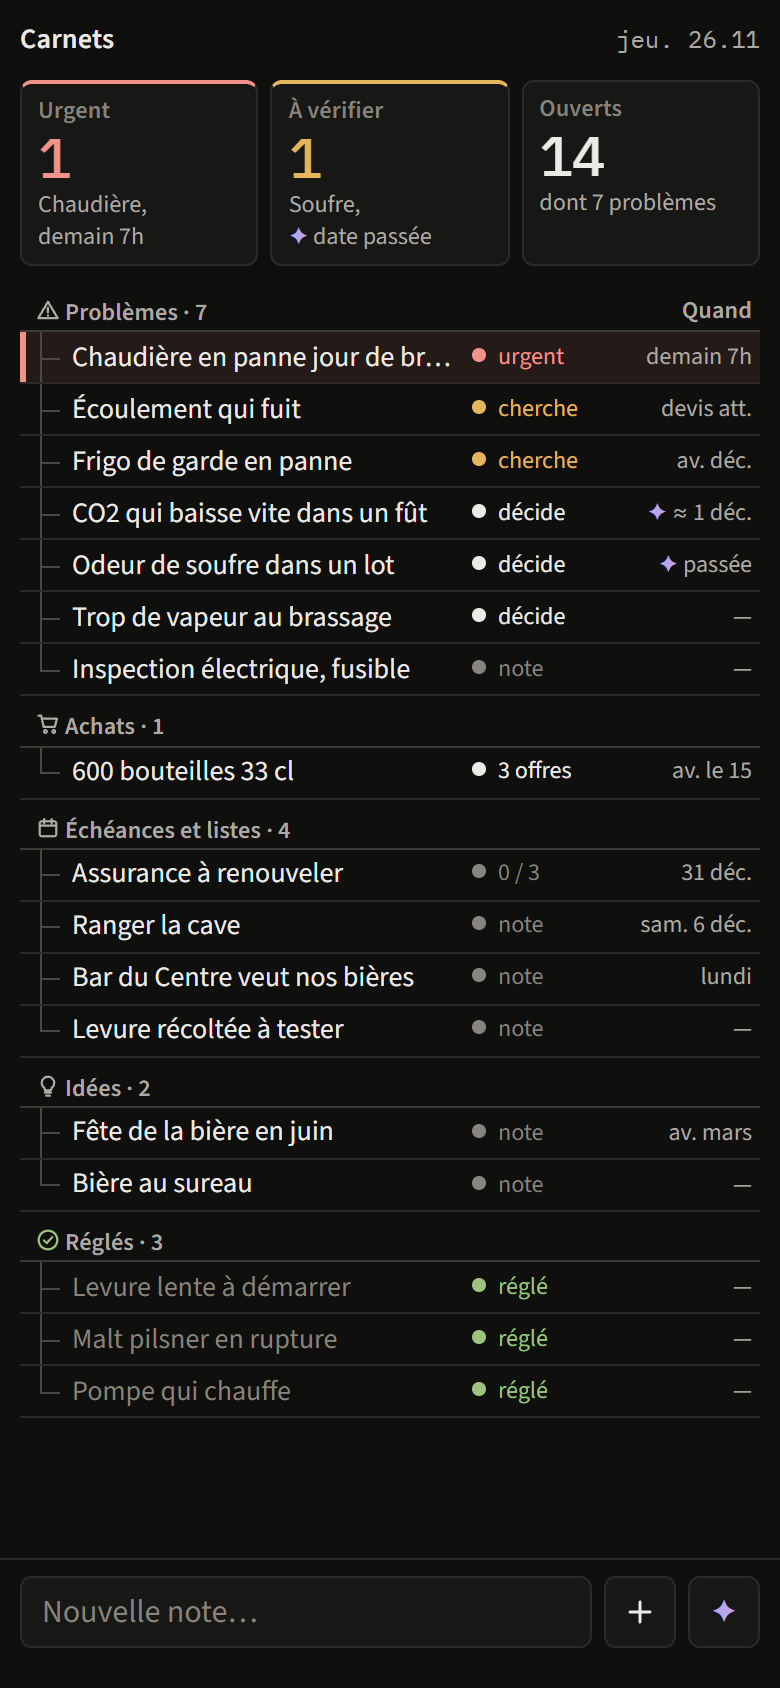 Carnets
jeu. 26.11
Urgent
1
Chaudière,
demain 7h
À vérifier
1
Soufre,
✦ date passée
Ouverts
14
dont 7 problèmes
Problèmes · 7 Quand
Chaudière en panne jour de br… urgent demain 7h
Écoulement qui fuit cherche devis att.
Frigo de garde en panne cherche av. déc.
CO2 qui baisse vite dans un fût décide ✦ ≈ 1 déc.
Odeur de soufre dans un lot décide ✦ passée
Trop de vapeur au brassage décide —
Inspection électrique, fusible note —
Achats · 1
600 bouteilles 33 cl 3 offres av. le 15
Échéances et listes · 4
Assurance à renouveler 0 / 3 31 déc.
Ranger la cave note sam. 6 déc.
Bar du Centre veut nos bières note lundi
Levure récoltée à tester note —
Idées · 2
Fête de la bière en juin note av. mars
Bière au sureau note —
Réglés · 3
Levure lente à démarrer réglé —
Malt pilsner en rupture réglé —
Pompe qui chauffe réglé —
Nouvelle note…